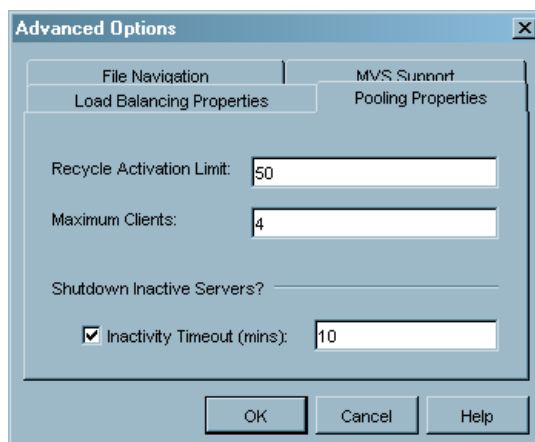 Advanced Options
File Navigation
MVS Support
Load Balancing Properties
Pooling Properties
Recycle Activation Limit:
50
Maximum Clients:
4
Shutdown Inactive Servers?
Inactivity Timeout (mins):
10
OK
Cancel
Help